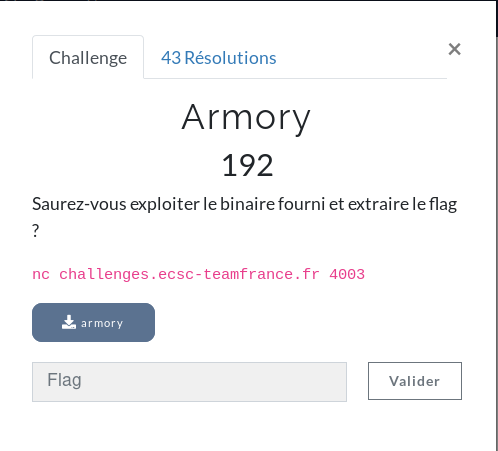 Challenge
43 Résolutions
×
Armory
192
Saurez-vous exploiter le binaire fourni et extraire le flag
?
nc challenges.ecsc-teamfrance.fr 4003
armory
Flag
Valider